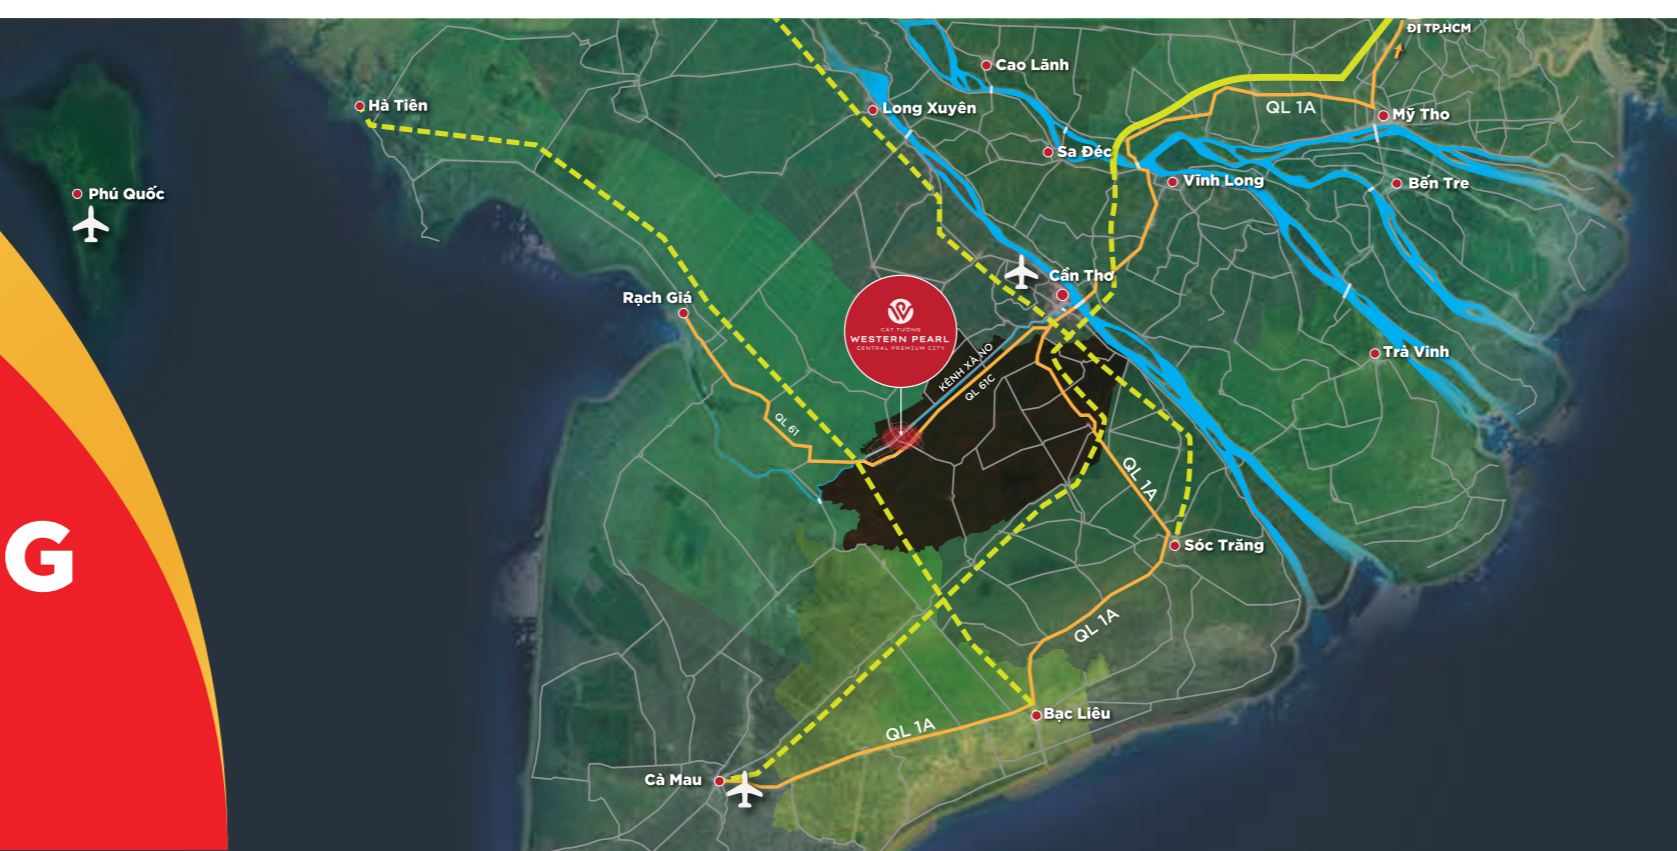 ĐI TP.HCM
Cao Lãnh
Hà Tiên
Long Xuyên
QL 1A
Mỹ Tho
Sa Đéc
Vĩnh Long
Bến Tre
Phú Quốc
Cần Thơ
Rạch Giá
CÁT TƯỜNG
WESTERN PEARL
CENTRAL PREMIUM CITY
KÊNH XÀ NO
QL 61C
Trà Vinh
QL 61
QL 1A
G
Sóc Trăng
QL 1A
Bạc Liêu
QL 1A
Cà Mau